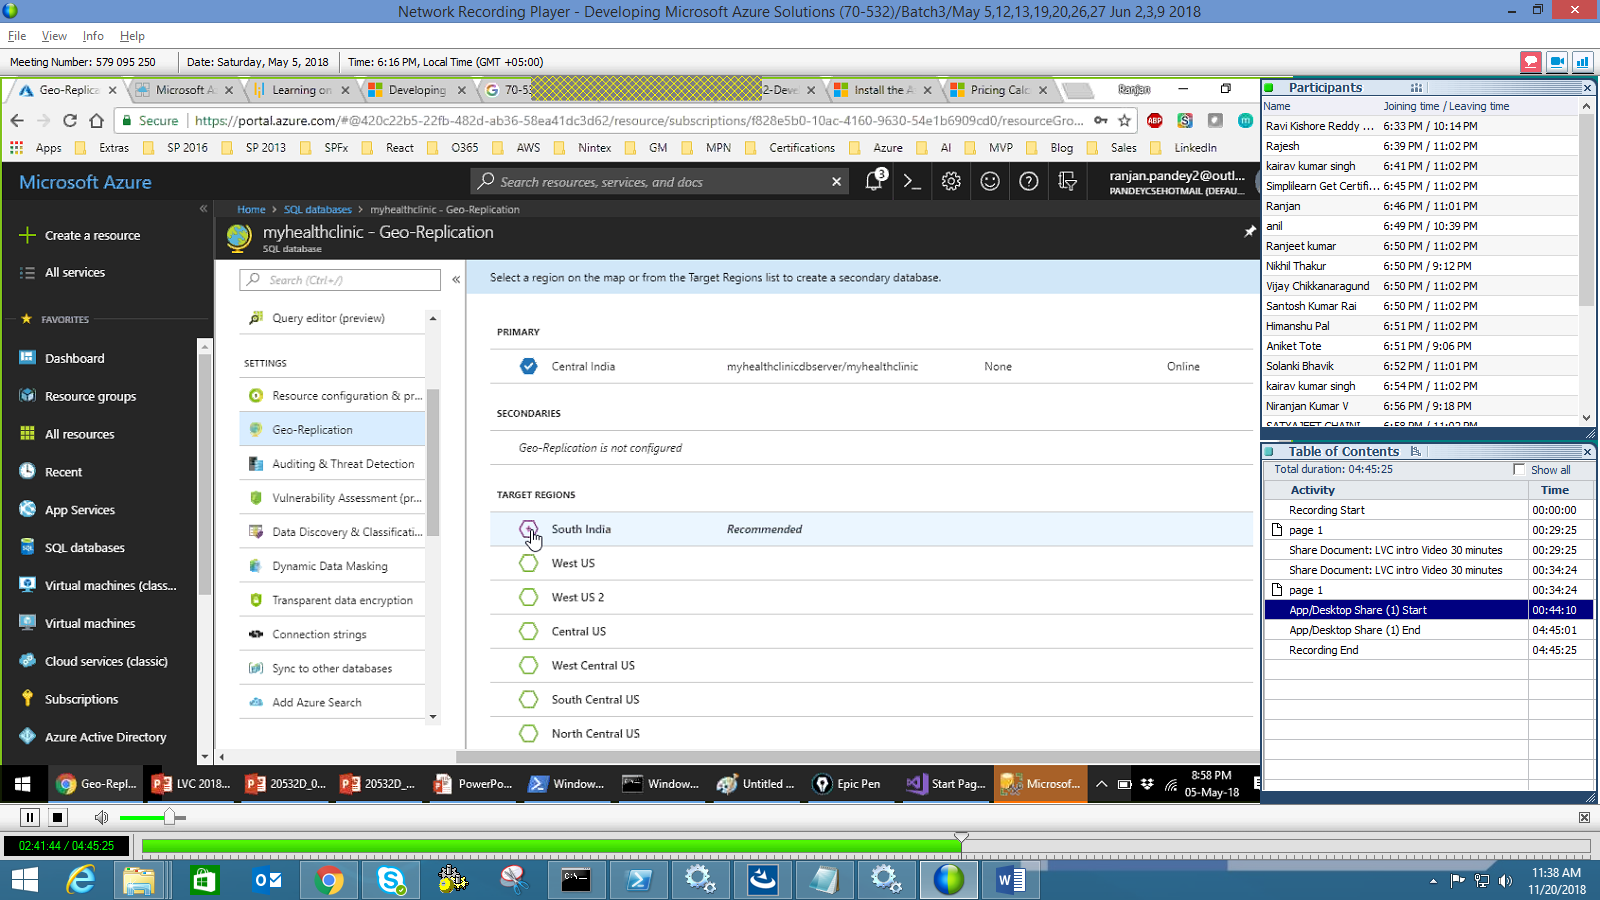 Network Recording Player - Developing Microsoft Azure Solutions (70-532)/Batch3/May 5,12,13,19,20,26,27 Jun 2,3,9 2018
File View Info Help
Meeting Number: 579 095 250 Date: Saturday, May 5, 2018 Time: 6:16 PM, Local Time (GMT +05:00)
Geo-Replica Microsoft A Learning on Developing 70-53 2-Devel Install the A Pricing Calc Ranjan
Secure https://portal.azure.com/#@420c22b5-22fb-482d-ab36-58ea41dc3d62/resource/subscriptions/f828e5b0-10ac-4160-9630-54e1b6909cd0/resourceGro...
Apps Extras SP 2016 SP 2013 SPFx React O365 AWS Nintex GM MPN Certifications Azure AI MVP Blog Sales LinkedIn
Microsoft Azure
Search resources, services, and docs
3
ranjan.pandey2@outl...
PANDEYCSEHOTMAIL (DEFAU...
Home > SQL databases > myhealthclinic - Geo-Replication
myhealthclinic - Geo-Replication
SQL database
Create a resource
All services
FAVORITES
Dashboard
Resource groups
All resources
Recent
App Services
SQL databases
Virtual machines (class...
Virtual machines
Cloud services (classic)
Subscriptions
Azure Active Directory
Search (Ctrl+/)
Query editor (preview)
SETTINGS
Resource configuration & pr...
Geo-Replication
Auditing & Threat Detection
Vulnerability Assessment (pr...
Data Discovery & Classificati...
Dynamic Data Masking
Transparent data encryption
Connection strings
Sync to other databases
Add Azure Search
Select a region on the map or from the Target Regions list to create a secondary database.
PRIMARY
Central India myhealthclinicdbserver/myhealthclinic None Online
SECONDARIES
Geo-Replication is not configured
TARGET REGIONS
South India Recommended
West US
West US 2
Central US
West Central US
South Central US
North Central US
Participants
Name Joining time / Leaving time
Ravi Kishore Reddy ... 6:33 PM / 10:14 PM
Rajesh 6:39 PM / 11:02 PM
kairav kumar singh 6:41 PM / 11:02 PM
Simplilearn Get Certifi... 6:45 PM / 11:02 PM
Ranjan 6:46 PM / 11:01 PM
anil 6:49 PM / 10:39 PM
Ranjeet kumar 6:50 PM / 11:02 PM
Nikhil Thakur 6:50 PM / 9:12 PM
Vijay Chikkanaragund 6:50 PM / 11:02 PM
Santosh Kumar Rai 6:50 PM / 11:02 PM
Himanshu Pal 6:51 PM / 11:02 PM
Aniket Tote 6:51 PM / 9:06 PM
Solanki Bhavik 6:52 PM / 11:01 PM
kairav kumar singh 6:54 PM / 11:02 PM
Niranjan Kumar V 6:56 PM / 9:18 PM
SATYAJEET CHAINI 6:58 PM / 11:02 PM
Table of Contents
Total duration: 04:45:25 Show all
Activity Time
Recording Start 00:00:00
page 1 00:29:25
Share Document: LVC intro Video 30 minutes 00:29:25
Share Document: LVC intro Video 30 minutes 00:34:24
page 1 00:34:24
App/Desktop Share (1) Start 00:44:10
App/Desktop Share (1) End 04:45:01
Recording End 04:45:25
Geo-Repl... LVC 2018... 20532D_0... 20532D_... PowerPo... Window... Window... Untitled ... Epic Pen Start Pag... Microsof...
8:58 PM
05-May-18
02:41:44 / 04:45:25
11:38 AM
11/20/2018